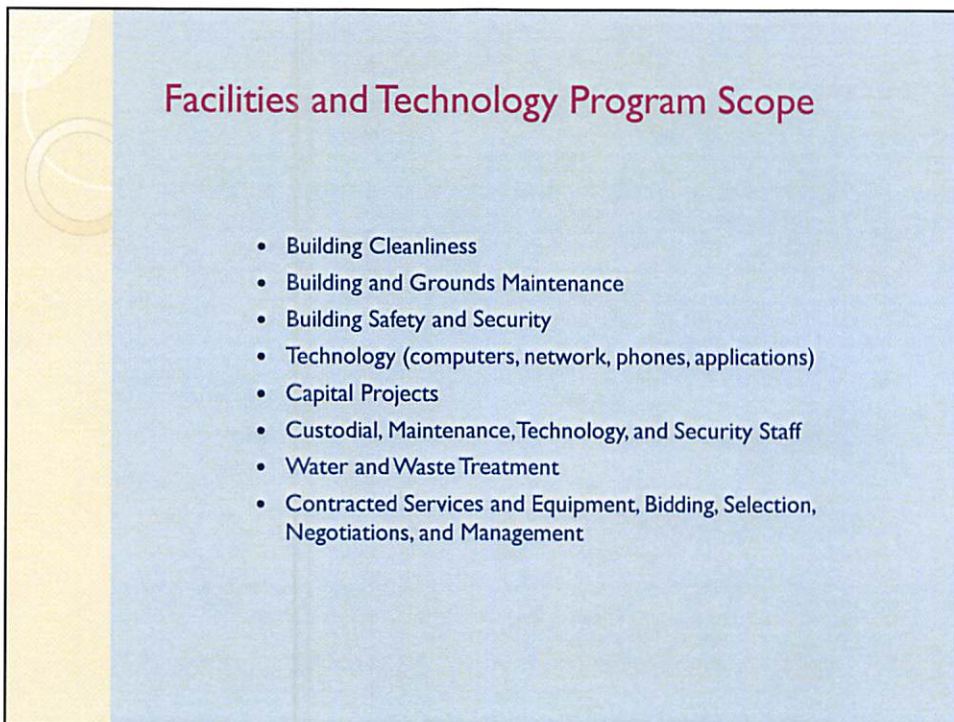 Facilities and Technology Program Scope
• Building Cleanliness
• Building and Grounds Maintenance
• Building Safety and Security
• Technology (computers, network, phones, applications)
• Capital Projects
• Custodial, Maintenance, Technology, and Security Staff
• Water and Waste Treatment
• Contracted Services and Equipment, Bidding, Selection,
Negotiations, and Management